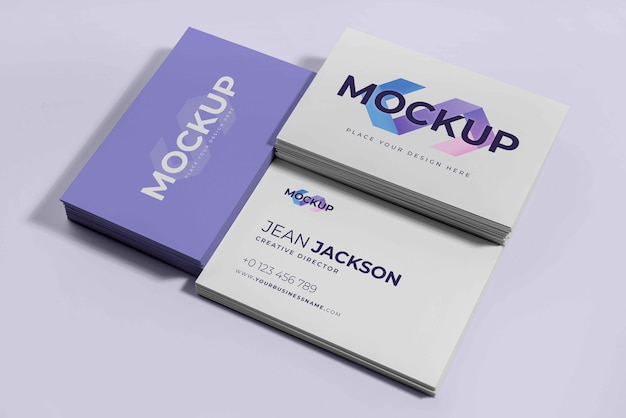 MOCKUP
PLACE YOUR DESIGN HERE
MOCKUP
PLACE YOUR DESIGN HERE
MOCKUP
JEAN JACKSON
CREATIVE DIRECTOR
+0 123 456 789
WWW.YOURBUSINESSNAME.COM